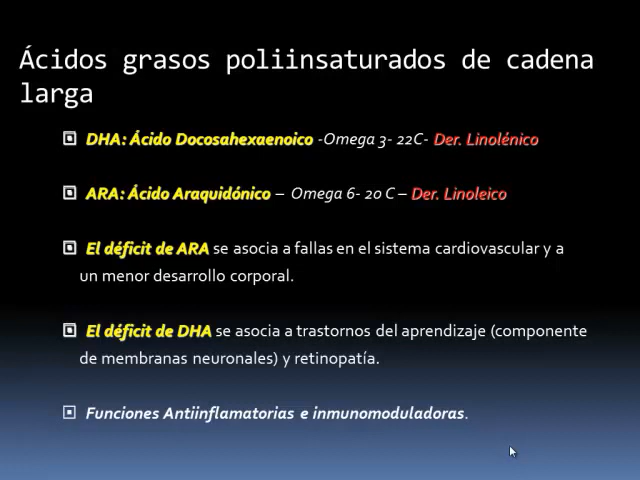 Ácidos grasos poliinsaturados de cadena
larga
DHA: Ácido Docosahexaenoico -Omega 3- 22C- Der. Linolénico
ARA: Ácido Araquidónico – Omega 6- 20 C – Der. Linoleico
El déficit de ARA se asocia a fallas en el sistema cardiovascular y a
un menor desarrollo corporal.
El déficit de DHA se asocia a trastornos del aprendizaje (componente
de membranas neuronales) y retinopatía.
Funciones Antiinflamatorias e inmunomoduladoras.